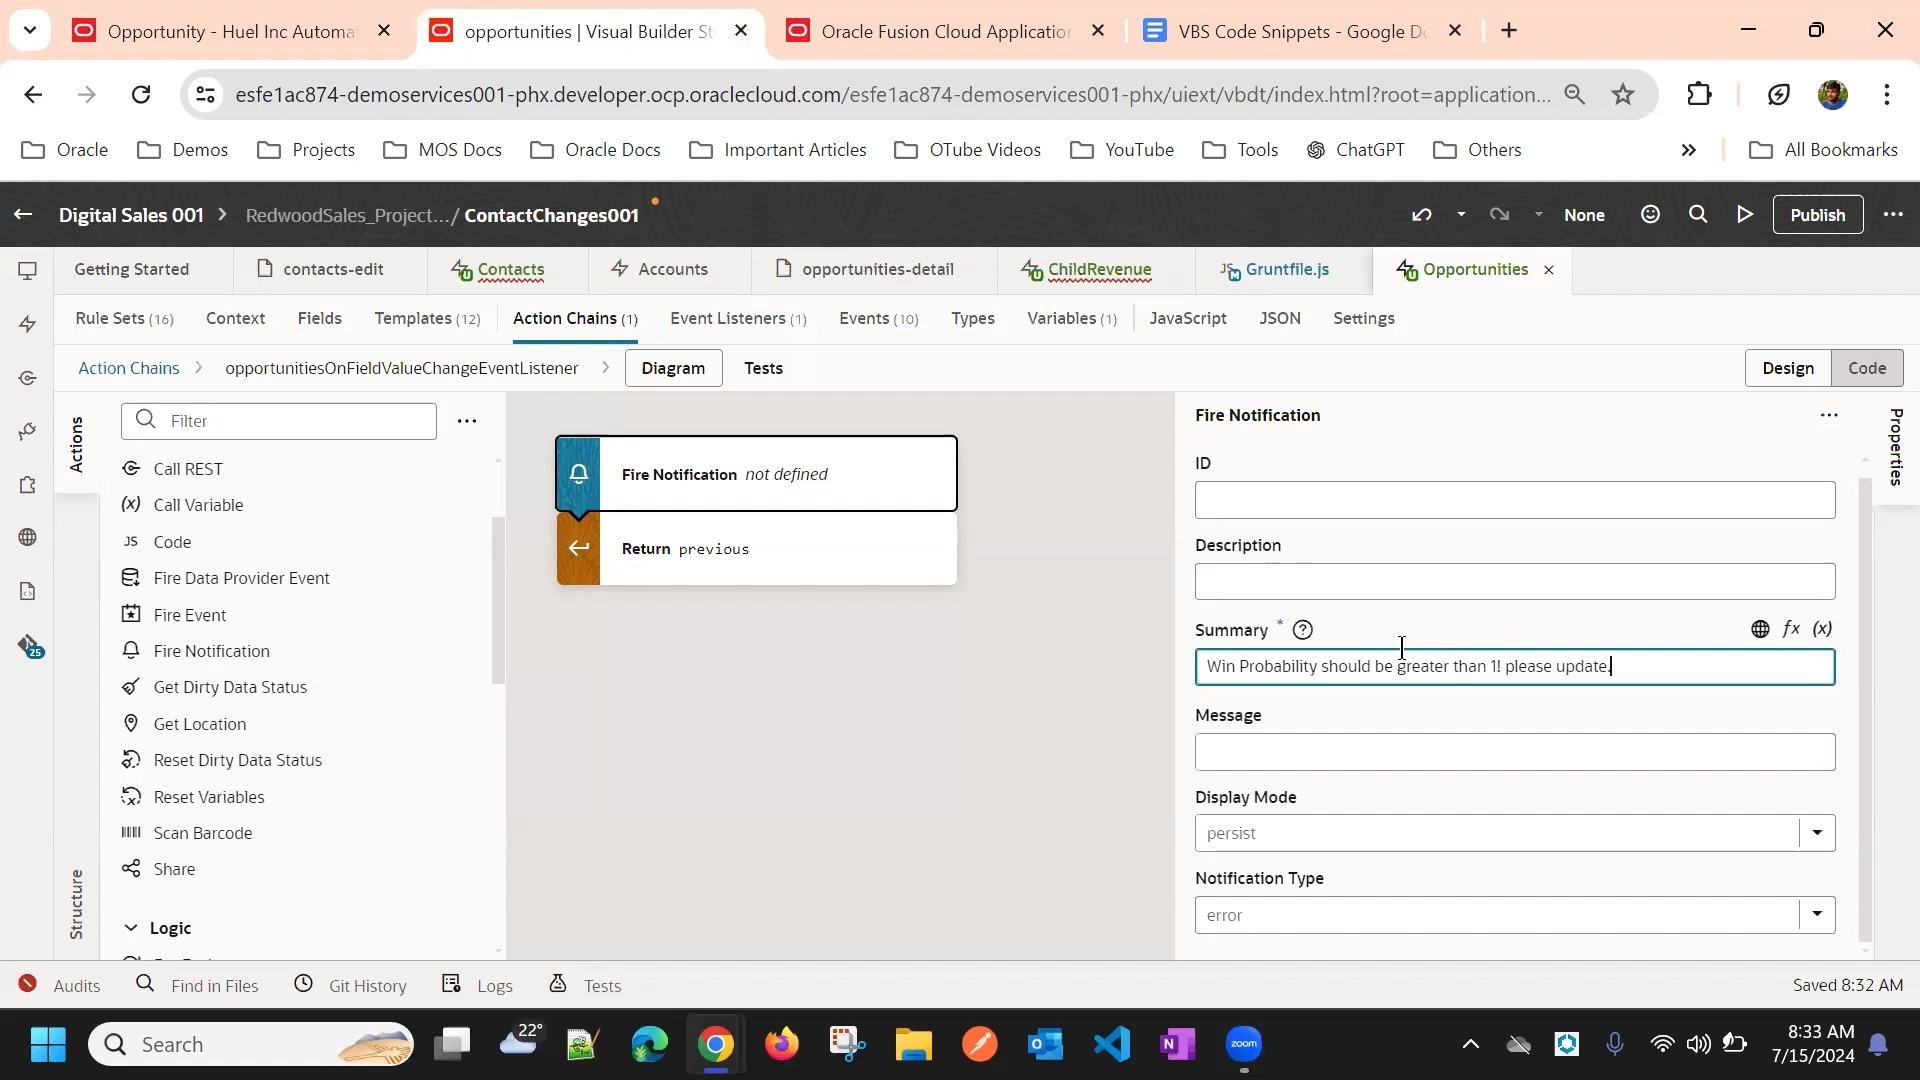 Opportunity - Huel Inc Automa
opportunities | Visual Builder St
Oracle Fusion Cloud Application
VBS Code Snippets - Google Do
esfe1ac874-demoservices001-phx.developer.ocp.oraclecloud.com/esfe1ac874-demoservices001-phx/uiext/vbdt/index.html?root=application...
Oracle
Demos
Projects
MOS Docs
Oracle Docs
Important Articles
OTube Videos
YouTube
Tools
ChatGPT
Others
»
All Bookmarks
Digital Sales 001
RedwoodSales_Project.../ ContactChanges001
None
Publish
Getting Started
contacts-edit
Contacts
Accounts
opportunities-detail
ChildRevenue
JS Gruntfile.js
Opportunities
Rule Sets (16)
Context
Fields
Templates (12)
Action Chains (1)
Event Listeners (1)
Events (10)
Types
Variables (1)
JavaScript
JSON
Settings
Action Chains
opportunitiesOnFieldValueChangeEventListener
Diagram
Tests
Design
Code
Actions
Filter
Call REST
(x) Call Variable
JS Code
Fire Data Provider Event
Fire Event
Fire Notification
Get Dirty Data Status
Get Location
Reset Dirty Data Status
Reset Variables
Scan Barcode
Share
Logic
Structure
25
Fire Notification not defined
Return previous
Fire Notification
Properties
ID
Description
Summary *
fx (x)
Win Probability should be greater than 1! please update.
Message
Display Mode
persist
Notification Type
error
Audits
Find in Files
Git History
Logs
Tests
Saved 8:32 AM
Search
22°
zoom
8:33 AM
7/15/2024